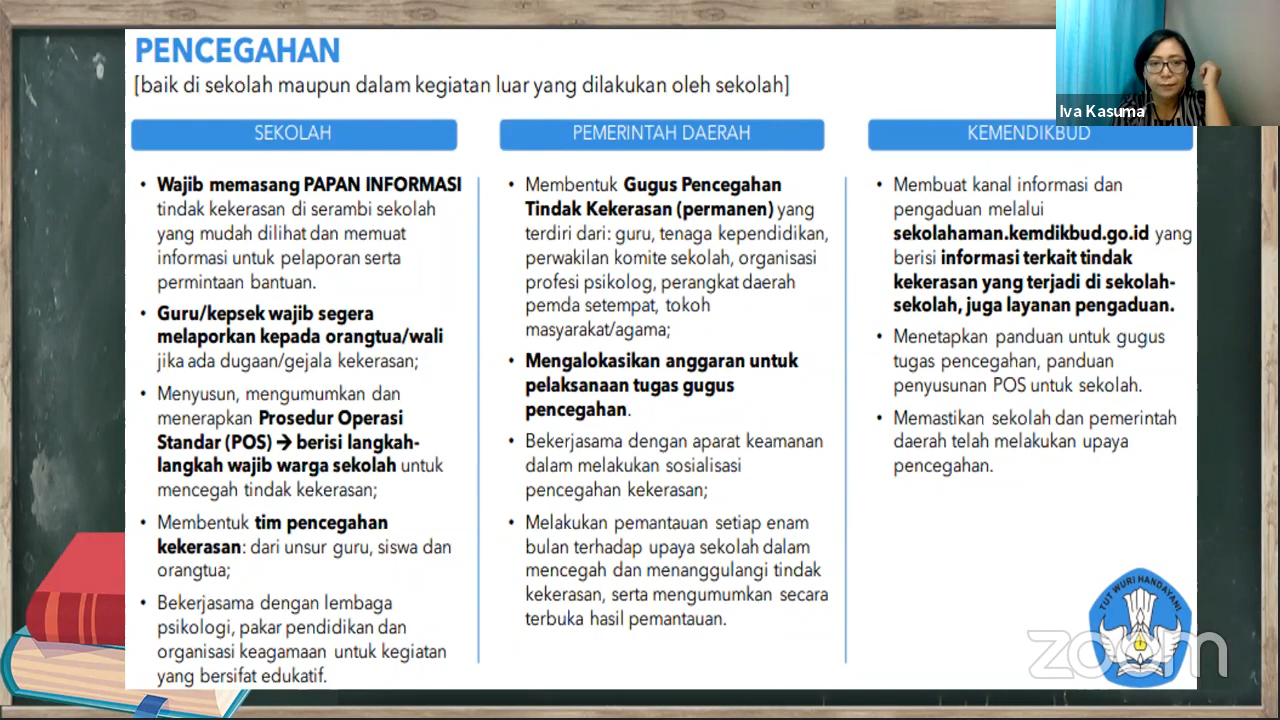 PENCEGAHAN
[baik di sekolah maupun dalam kegiatan luar yang dilakukan oleh sekolah]
Iva Kasuma
SEKOLAH
• Wajib memasang PAPAN INFORMASI
tindak kekerasan di serambi sekolah
yang mudah dilihat dan memuat
informasi untuk pelaporan serta
permintaan bantuan.
• Guru/kepsek wajib segera
melaporkan kepada orangtua/wali
jika ada dugaan/gejala kekerasan;
• Menyusun, mengumumkan dan
menerapkan Prosedur Operasi
Standar (POS) → berisi langkah-
langkah wajib warga sekolah untuk
mencegah tindak kekerasan;
• Membentuk tim pencegahan
kekerasan: dari unsur guru, siswa dan
orangtua;
• Bekerjasama dengan lembaga
psikologi, pakar pendidikan dan
organisasi keagamaan untuk kegiatan
yang bersifat edukatif.
PEMERINTAH DAERAH
• Membentuk Gugus Pencegahan
Tindak Kekerasan (permanen) yang
terdiri dari: guru, tenaga kependidikan,
perwakilan komite sekolah, organisasi
profesi psikolog, perangkat daerah
pemda setempat, tokoh
masyarakat/agama;
• Mengalokasikan anggaran untuk
pelaksanaan tugas gugus
pencegahan.
• Bekerjasama dengan aparat keamanan
dalam melakukan sosialisasi
pencegahan kekerasan;
• Melakukan pemantauan setiap enam
bulan terhadap upaya sekolah dalam
mencegah dan menanggulangi tindak
kekerasan, serta mengumumkan secara
terbuka hasil pemantauan.
KEMENDIKBUD
• Membuat kanal informasi dan
pengaduan melalui
sekolahaman.kemdikbud.go.id yang
berisi informasi terkait tindak
kekerasan yang terjadi di sekolah-
sekolah, juga layanan pengaduan.
• Menetapkan panduan untuk gugus
tugas pencegahan, panduan
penyusunan POS untuk sekolah.
• Memastikan sekolah dan pemerintah
daerah telah melakukan upaya
pencegahan.
TUT WURI HANDAYANI
zoom